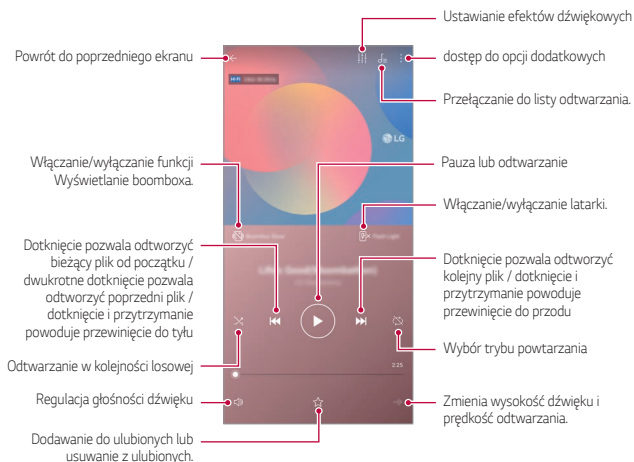 Ustawianie efektów dźwiękowych
Powrót do poprzedniego ekranu
dostęp do opcji dodatkowych
HI-FI
Przełączanie do listy odtwarzania.
LG
Włączanie/wyłączanie funkcji
Wyświetlanie boomboxa.
Pauza lub odtwarzanie
Włączanie/wyłączanie latarki.
Flash Light
Dotknięcie pozwala odtworzyć
bieżący plik od początku /
dwukrotne dotknięcie pozwala
odtworzyć poprzedni plik /
dotknięcie i przytrzymanie
powoduje przewinięcie do tyłu
Dotknięcie pozwala odtworzyć
kolejny plik / dotknięcie i
przytrzymanie powoduje
przewinięcie do przodu
Wybór trybu powtarzania
Odtwarzanie w kolejności losowej
2:25
Regulacja głośności dźwięku
Zmienia wysokość dźwięku i
prędkość odtwarzania.
Dodawanie do ulubionych lub
usuwanie z ulubionych.